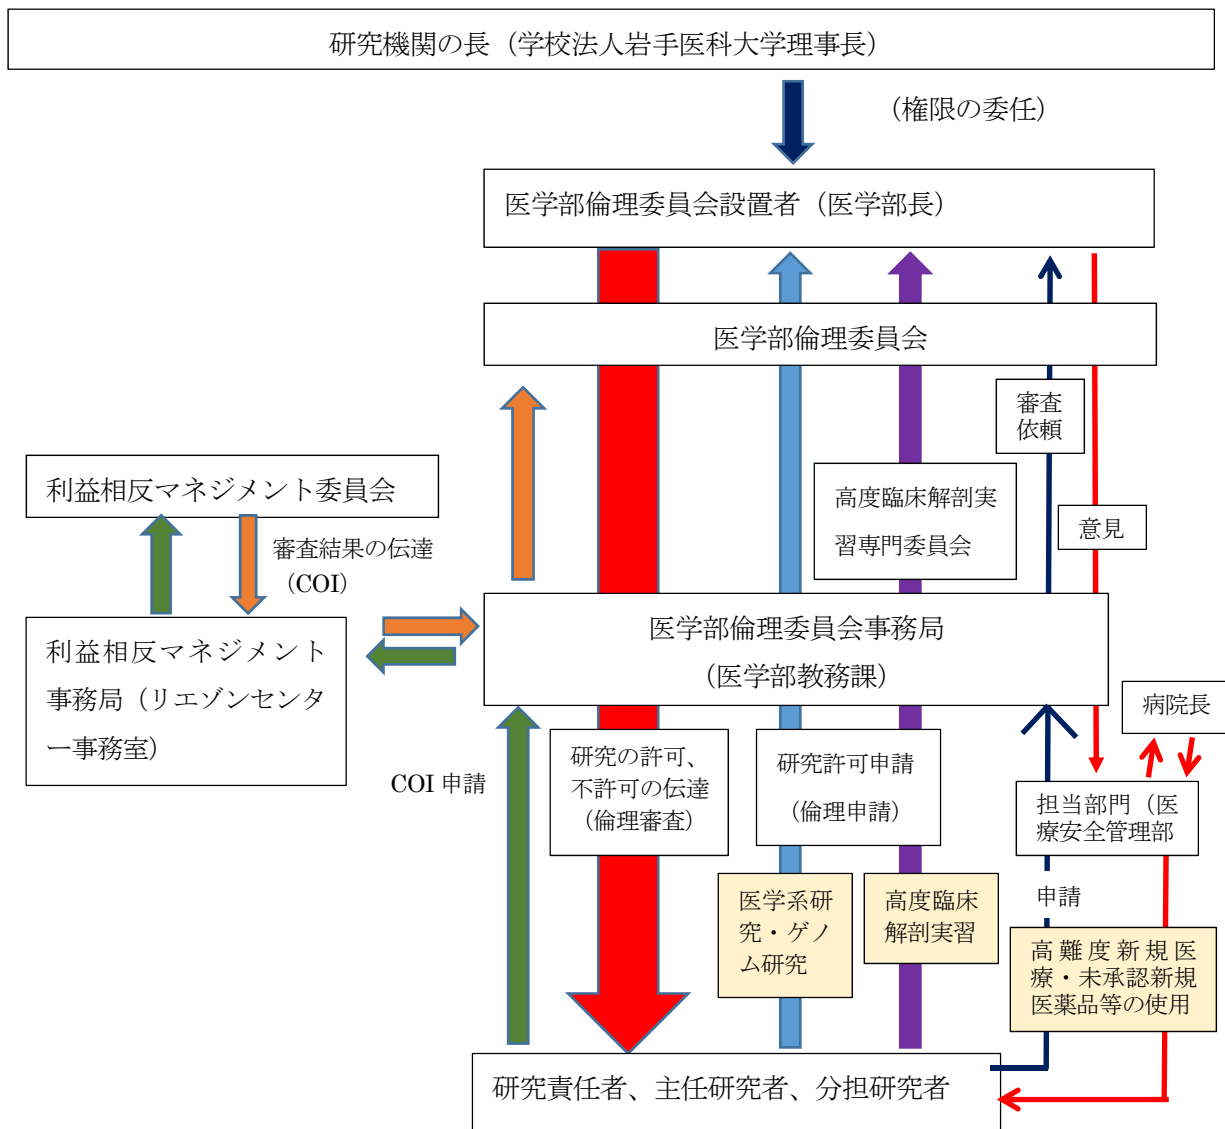 研究機関の長（学校法人岩手医科大学理事長）
（権限の委任）
医学部倫理委員会設置者（医学部長）
医学部倫理委員会
審査
依頼
利益相反マネジメント委員会
高度臨床解剖実
習専門委員会
意見
審査結果の伝達
（COI）
利益相反マネジメント
事務局（リエゾンセンタ
ー事務室）
医学部倫理委員会事務局
（医学部教務課）
病院長
COI 申請
研究の許可、
不許可の伝達
（倫理審査）
研究許可申請
（倫理申請）
担当部門（医
療安全管理部
申請
医学系研
究・ゲノ
ム研究
高度臨床
解剖実習
高難度新規医
療・未承認新規
医薬品等の使用
研究責任者、主任研究者、分担研究者